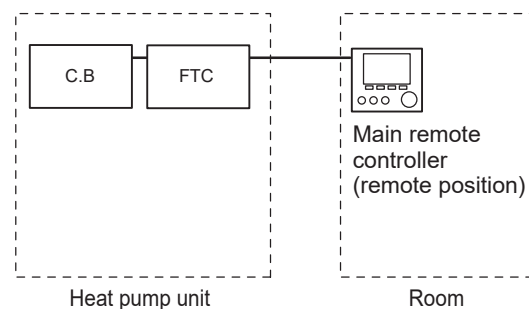 C.B
FTC
Main remote
controller
(remote position)
Heat pump unit
Room